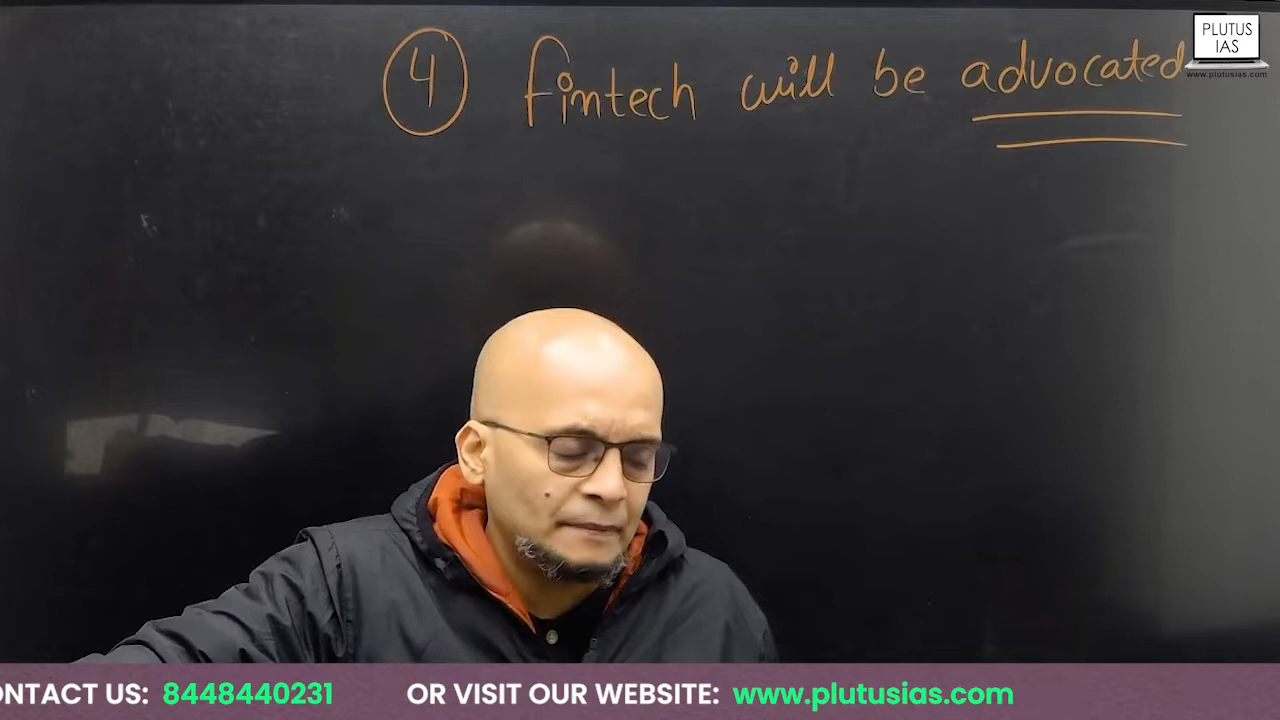 ④ fintech will be advocated
PLUTUS
IAS
www.plutusias.com
ONTACT US: 8448440231 OR VISIT OUR WEBSITE: www.plutusias.com